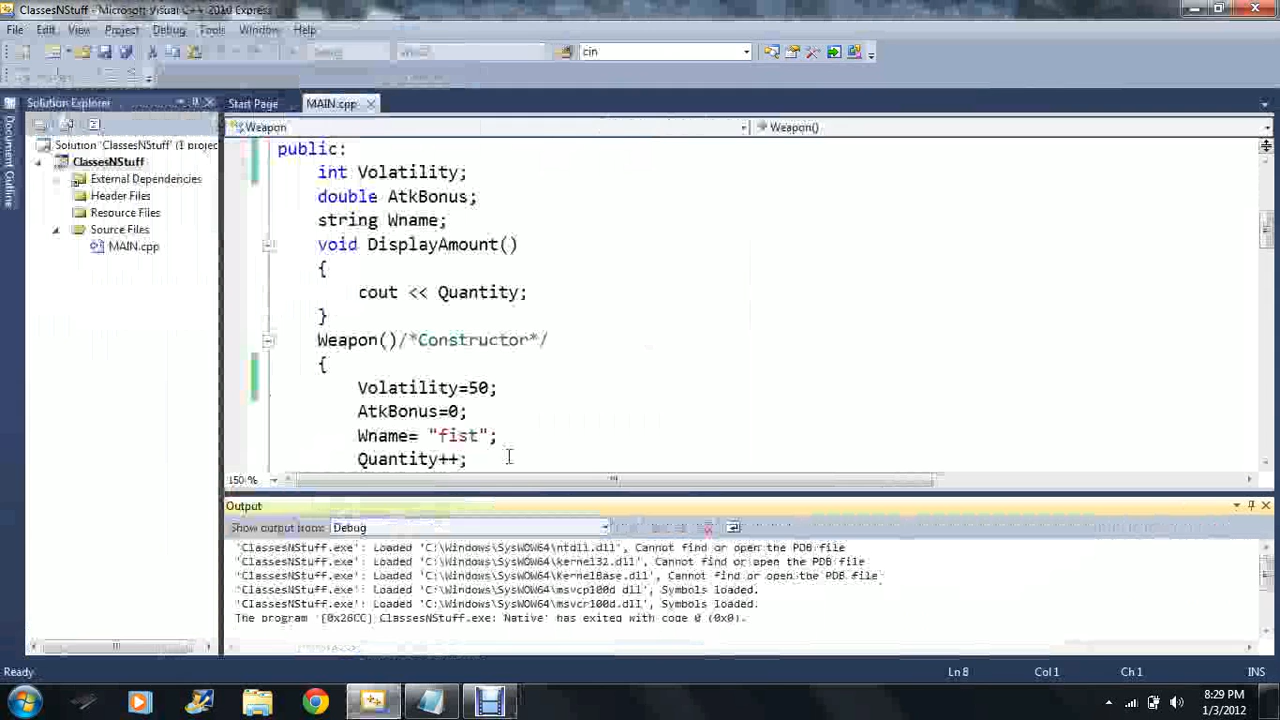 ClassesNStuff - Microsoft Visual C++ 2010 Express
File Edit View Project Debug Tools Window Help
cin
Solution Explorer
Start Page
MAIN.cpp
Document Outline
Weapon
Weapon()
Solution 'ClassesNStuff' (1 projec
ClassesNStuff
External Dependencies
Header Files
Resource Files
Source Files
MAIN.cpp
public:
int Volatility;
double AtkBonus;
string Wname;
void DisplayAmount()
{
cout << Quantity;
}
Weapon()/*Constructor*/
{
Volatility=50;
AtkBonus=0;
Wname= "fist";
Quantity++;
150 %
Output
Show output from: Debug
'ClassesNStuff.exe': Loaded 'C:\Windows\SysWOW64\ntdll.dll', Cannot find or open the PDB file
'ClassesNStuff.exe': Loaded 'C:\Windows\SysWOW64\kernel32.dll', Cannot find or open the PDB file
'ClassesNStuff.exe': Loaded 'C:\Windows\SysWOW64\KernelBase.dll', Cannot find or open the PDB file
'ClassesNStuff.exe': Loaded 'C:\Windows\SysWOW64\msvcp100d.dll', Symbols loaded.
'ClassesNStuff.exe': Loaded 'C:\Windows\SysWOW64\msvcr100d.dll', Symbols loaded.
The program '[0x26CC] ClassesNStuff.exe: Native' has exited with code 0 (0x0).
Ready
Ln 8
Col 1
Ch 1
INS
8:29 PM
1/3/2012